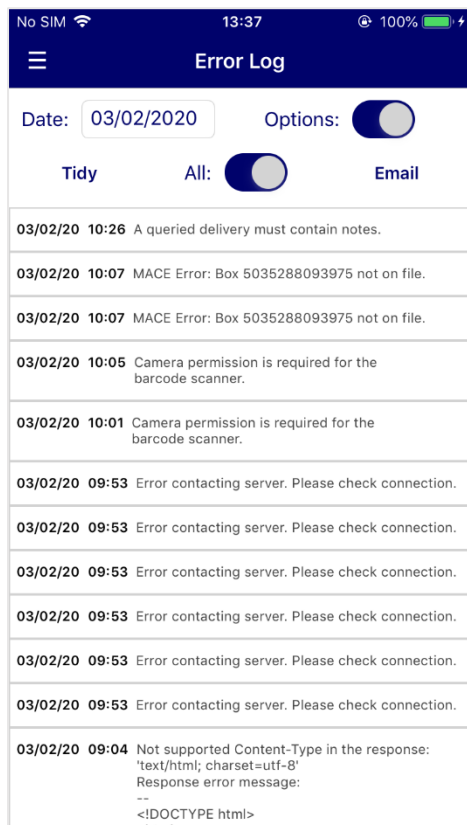 No SIM 13:37 100%
☰ Error Log
Date: 03/02/2020 Options:
Tidy All: Email
03/02/20 10:26 A queried delivery must contain notes.
03/02/20 10:07 MACE Error: Box 5035288093975 not on file.
03/02/20 10:07 MACE Error: Box 5035288093975 not on file.
03/02/20 10:05 Camera permission is required for the
barcode scanner.
03/02/20 10:01 Camera permission is required for the
barcode scanner.
03/02/20 09:53 Error contacting server. Please check connection.
03/02/20 09:53 Error contacting server. Please check connection.
03/02/20 09:53 Error contacting server. Please check connection.
03/02/20 09:53 Error contacting server. Please check connection.
03/02/20 09:53 Error contacting server. Please check connection.
03/02/20 09:53 Error contacting server. Please check connection.
03/02/20 09:04 Not supported Content-Type in the response:
'text/html; charset=utf-8'
Response error message:
--
<!DOCTYPE html>